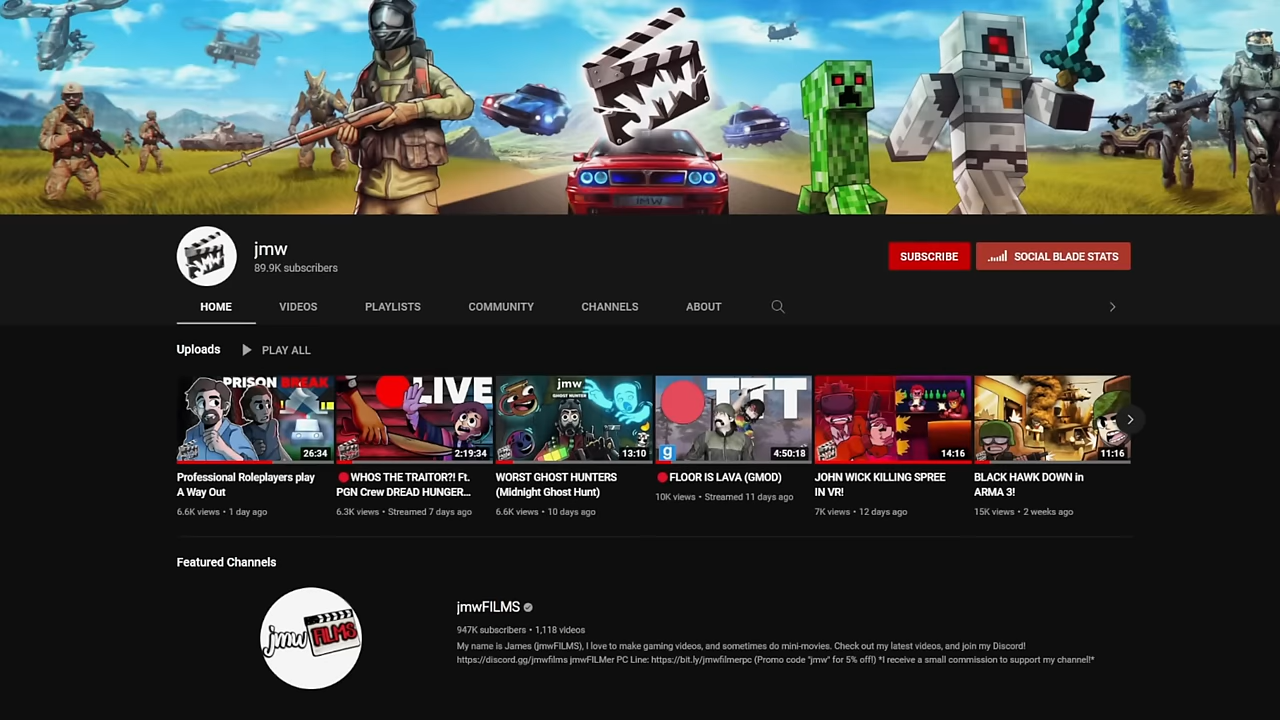 JMW
jmw
89.9K subscribers
SUBSCRIBE
SOCIAL BLADE STATS
HOME
VIDEOS
PLAYLISTS
COMMUNITY
CHANNELS
ABOUT
Uploads
PLAY ALL
PRISON BREAK
26:34
LIVE
2:19:34
jmw
GHOST HUNTER
13:10
TTT
g
4:50:18
14:16
11:16
Professional Roleplayers play
A Way Out
6.6K views • 1 day ago
🔴WHOS THE TRAITOR?! Ft.
PGN Crew DREAD HUNGER...
6.3K views • Streamed 7 days ago
WORST GHOST HUNTERS
(Midnight Ghost Hunt)
6.6K views • 10 days ago
🔴FLOOR IS LAVA (GMOD)
10K views • Streamed 11 days ago
JOHN WICK KILLING SPREE
IN VR!
7K views • 12 days ago
BLACK HAWK DOWN in
ARMA 3!
15K views • 2 weeks ago
Featured Channels
jmw FILMS
jmwFILMS
947K subscribers • 1,118 videos
My name is James (jmwFILMS), I love to make gaming videos, and sometimes do mini-movies. Check out my latest videos, and join my Discord!
https://discord.gg/jmwfilms jmwFILMer PC Line: https://bit.ly/jmwfilmerpc (Promo code "jmw" for 5% off!) *I receive a small commission to support my channel!*